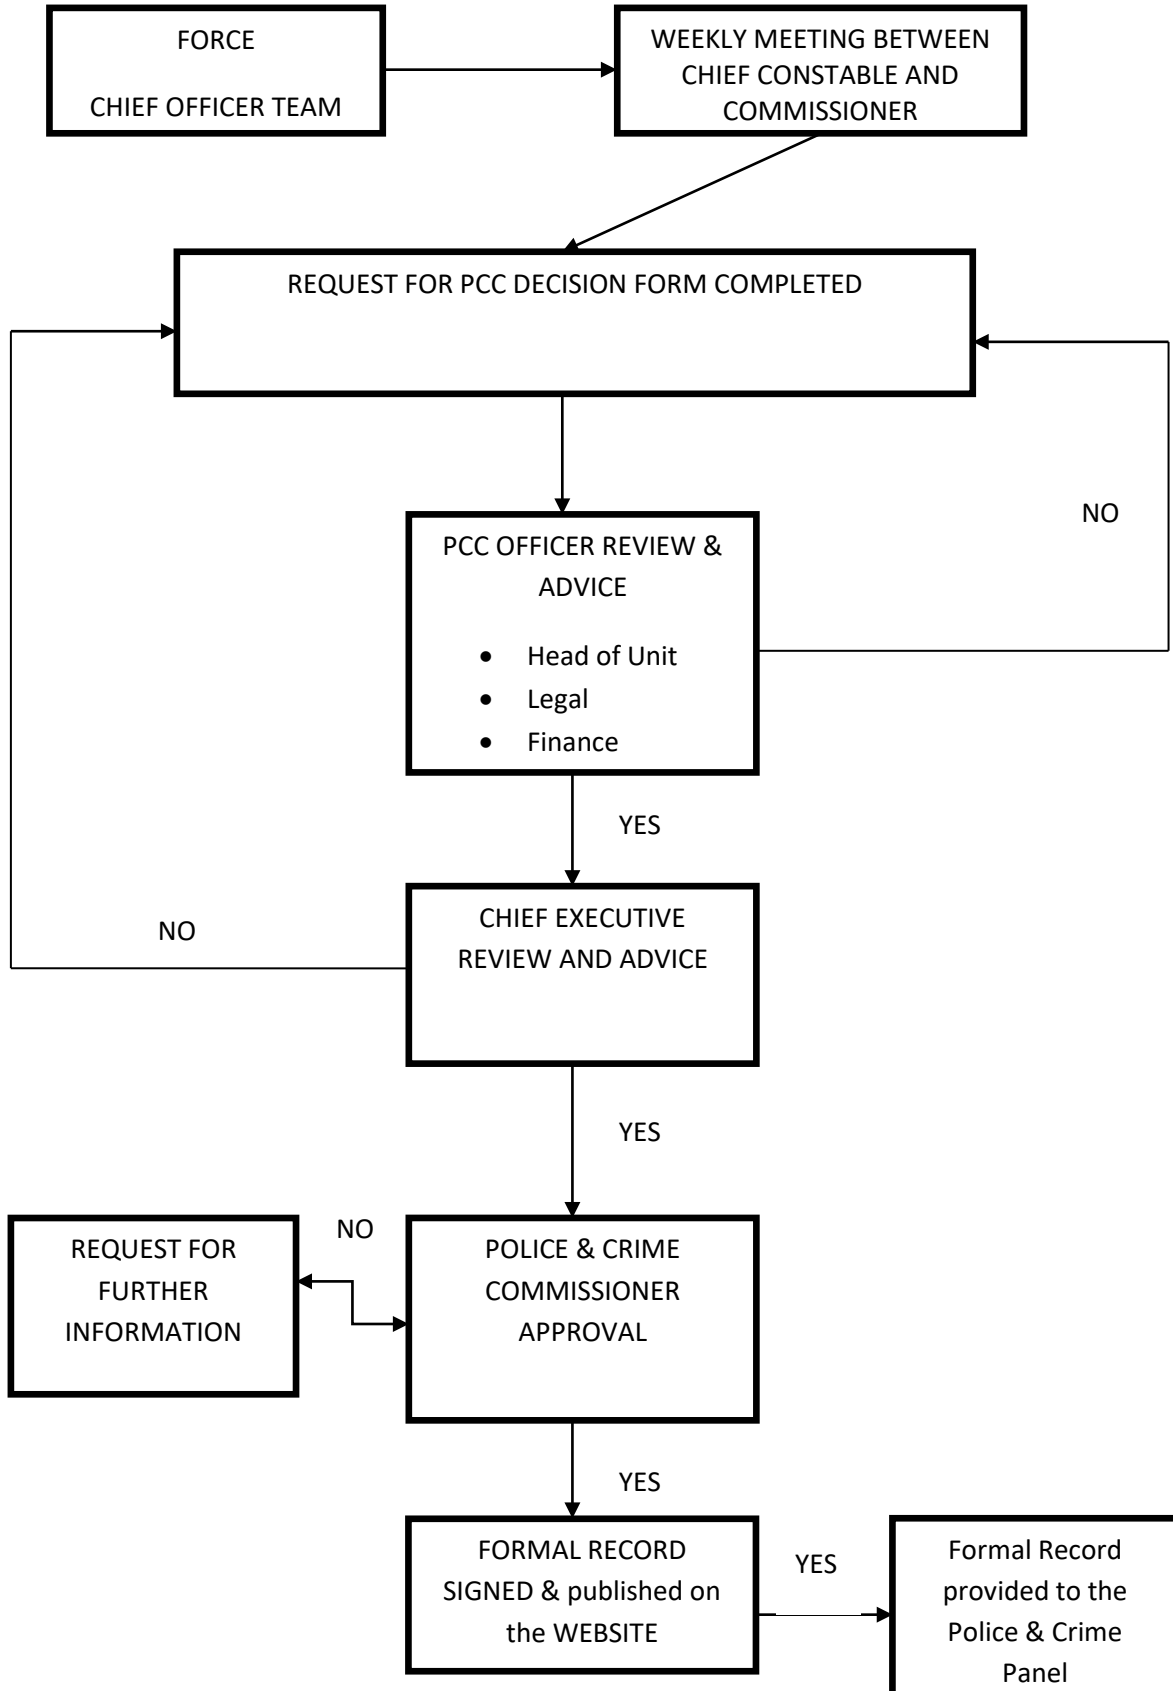 FORCE
CHIEF OFFICER TEAM
WEEKLY MEETING BETWEEN
CHIEF CONSTABLE AND
COMMISSIONER
REQUEST FOR PCC DECISION FORM COMPLETED
NO
PCC OFFICER REVIEW &
ADVICE
• Head of Unit
• Legal
• Finance
YES
CHIEF EXECUTIVE
REVIEW AND ADVICE
NO
YES
REQUEST FOR
FURTHER
INFORMATION
NO
POLICE & CRIME
COMMISSIONER
APPROVAL
YES
FORMAL RECORD
SIGNED & published on
the WEBSITE
YES
Formal Record
provided to the
Police & Crime
Panel